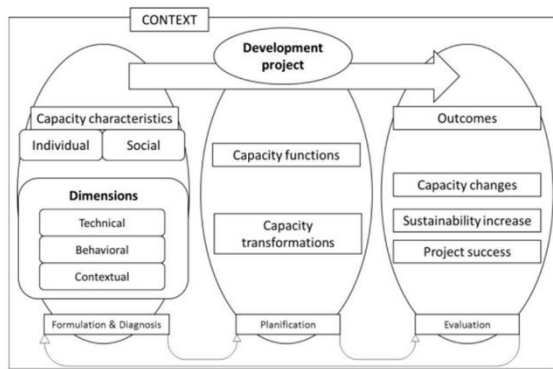 CONTEXT
Development
project
Capacity characteristics
Individual
Social
Dimensions
Technical
Behavioral
Contextual
Formulation & Diagnosis
Capacity functions
Capacity
transformations
Planification
Outcomes
Capacity changes
Sustainability increase
Project success
Evaluation